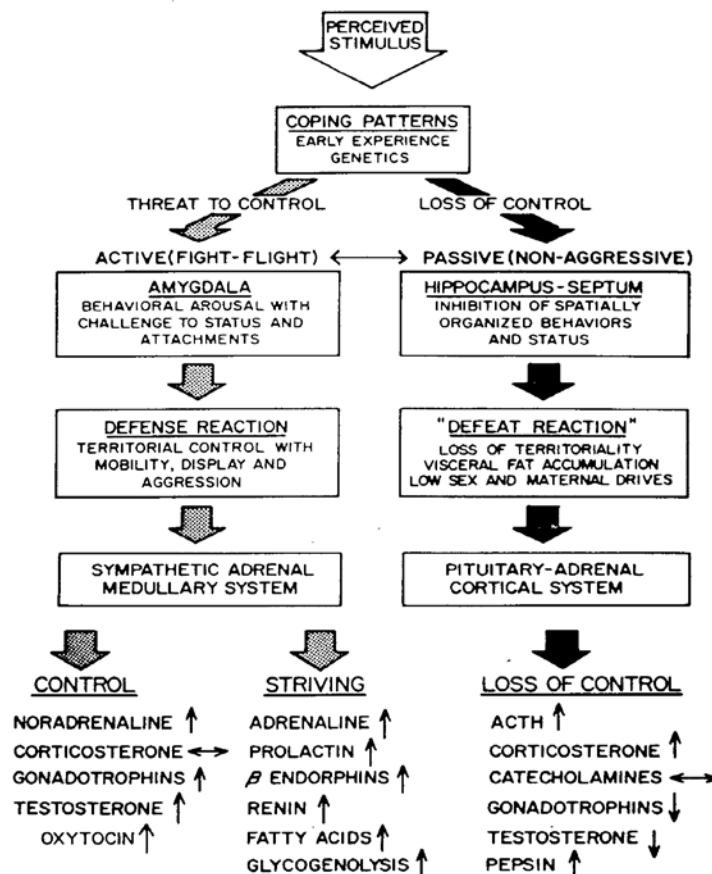 PERCEIVED
STIMULUS
COPING PATTERNS
EARLY EXPERIENCE
GENETICS
THREAT TO CONTROL
LOSS OF CONTROL
ACTIVE(FIGHT-FLIGHT) ⟷ PASSIVE(NON-AGGRESSIVE)
AMYGDALA
BEHAVIORAL AROUSAL WITH
CHALLENGE TO STATUS AND
ATTACHMENTS
HIPPOCAMPUS-SEPTUM
INHIBITION OF SPATIALLY
ORGANIZED BEHAVIORS
AND STATUS
DEFENSE REACTION
TERRITORIAL CONTROL WITH
MOBILITY, DISPLAY AND
AGGRESSION
"DEFEAT REACTION"
LOSS OF TERRITORIALITY
VISCERAL FAT ACCUMULATION
LOW SEX AND MATERNAL DRIVES
SYMPATHETIC ADRENAL
MEDULLARY SYSTEM
PITUITARY-ADRENAL
CORTICAL SYSTEM
CONTROL
NORADRENALINE ↑
CORTICOSTERONE ↔
GONADOTROPHINS ↑
TESTOSTERONE ↑
OXYTOCIN ↑
STRIVING
ADRENALINE ↑
PROLACTIN ↑
β ENDORPHINS ↑
RENIN ↑
FATTY ACIDS ↑
GLYCOGENOLYSIS ↑
LOSS OF CONTROL
ACTH ↑
CORTICOSTERONE ↑
CATECHOLAMINES ↔
GONADOTROPHINS ↓
TESTOSTERONE ↓
PEPSIN ↑